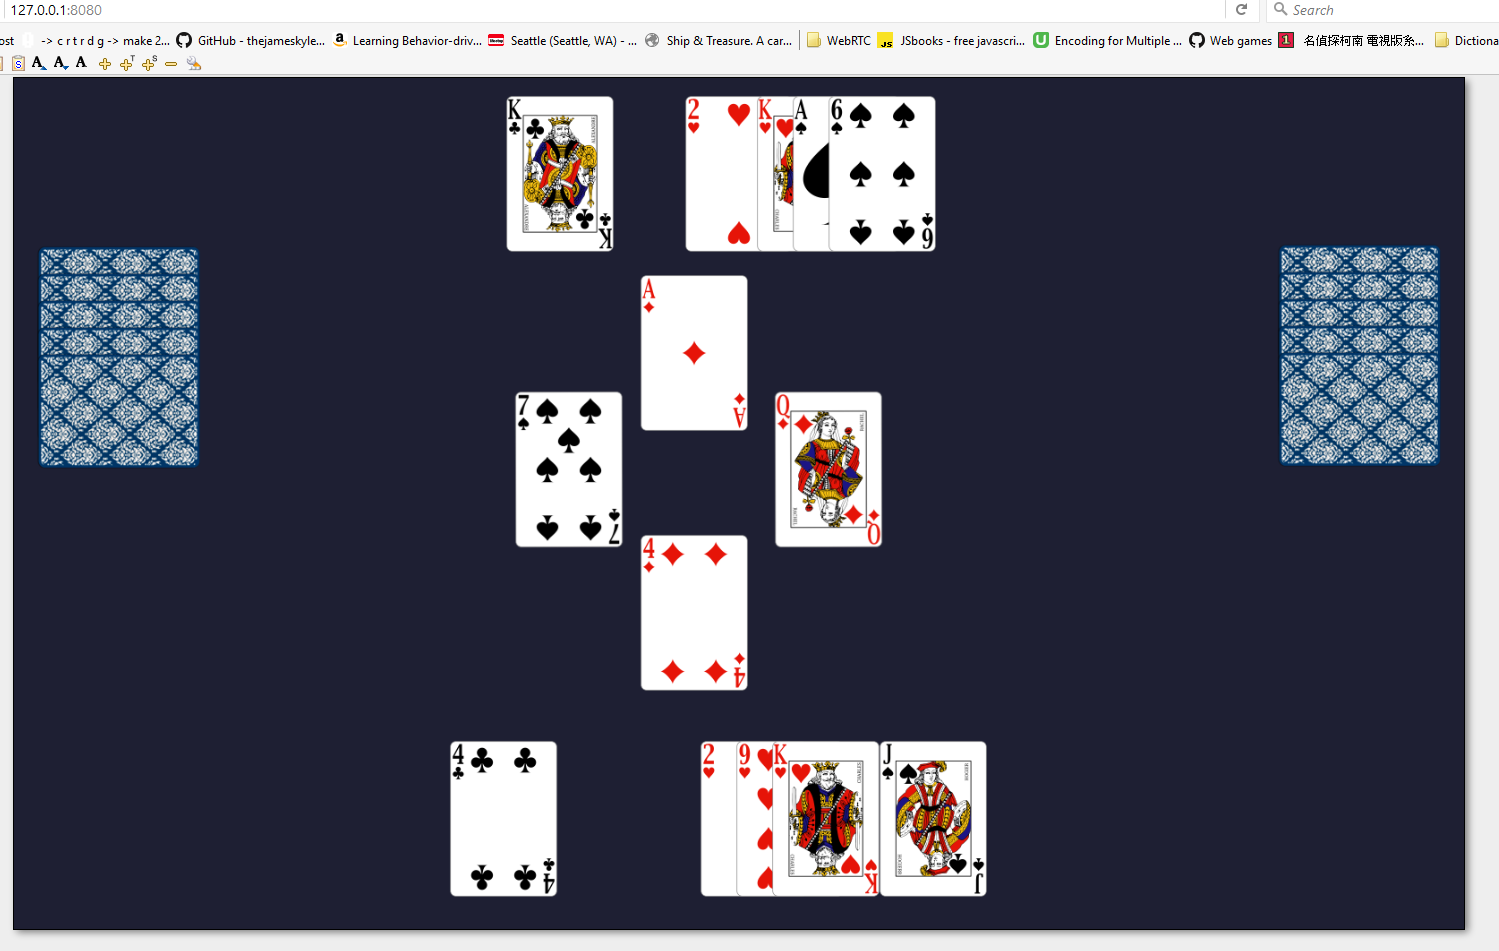 127.0.0.1:8080 Search
ost -> c r t r d g -> make 2... GitHub - thejameskyle... Learning Behavior-driv... Seattle (Seattle, WA) - ... Ship & Treasure. A car... WebRTC JSbooks - free javascri... Encoding for Multiple ... Web games 名偵探柯南 電視版糸... Dictiona
K 2 K A 6
K 9
A
A
7 Q
7 Q
4
4
4 2 9 K J
4 K J